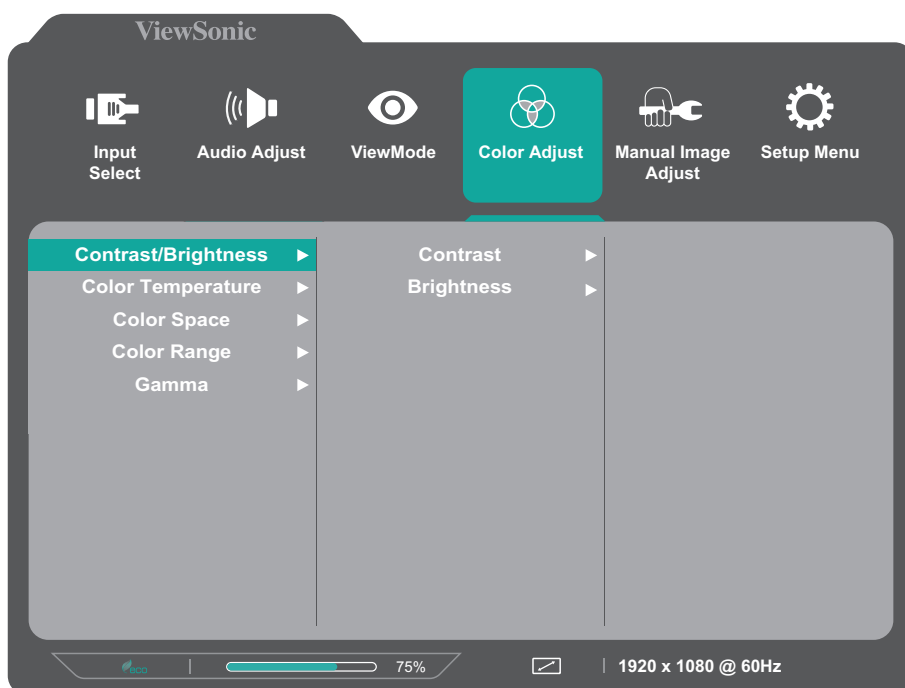 ViewSonic
Input
Select
Audio Adjust
ViewMode
Color Adjust
Manual Image
Adjust
Setup Menu
Contrast/Brightness
Color Temperature
Color Space
Color Range
Gamma
Contrast
Brightness
eco
75%
1920 x 1080 @ 60Hz